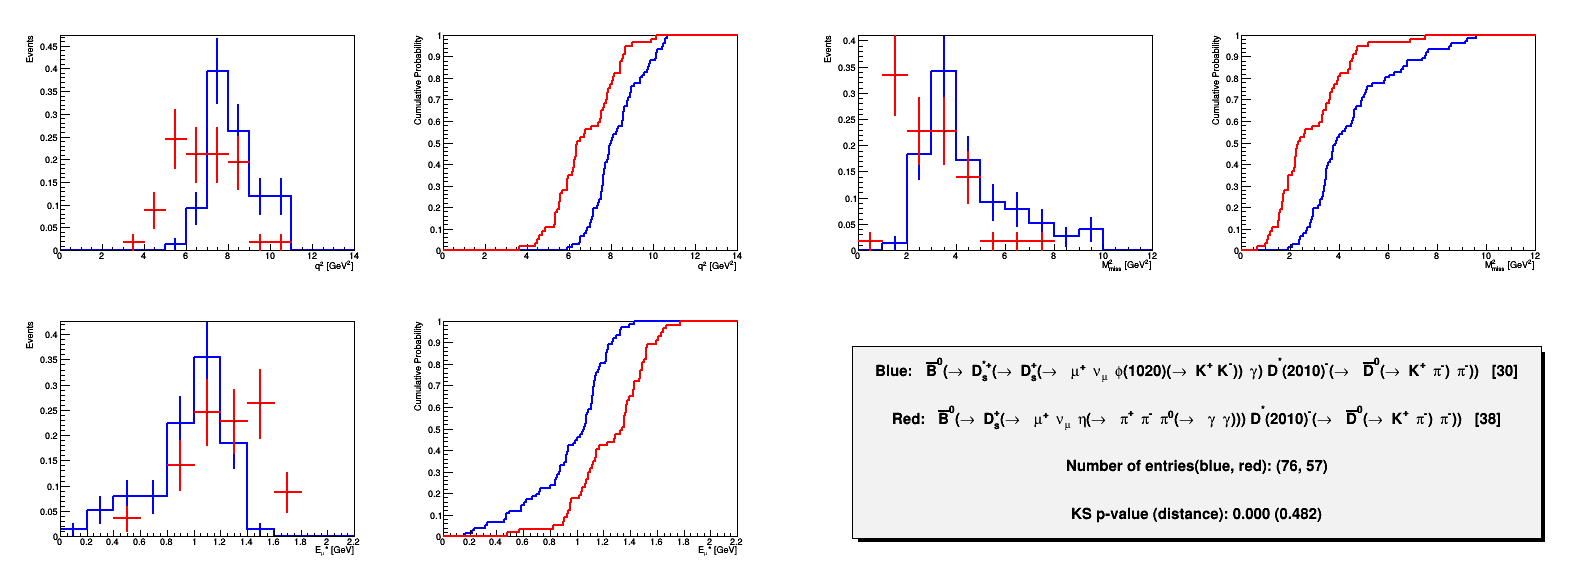 Events
0.45
0.4
0.35
0.3
0.25
0.2
0.15
0.1
0.05
0
0 2 4 6 8 10 12 14
q² [GeV²]
Cumulative Probability
1
0.9
0.8
0.7
0.6
0.5
0.4
0.3
0.2
0.1
0
0 2 4 6 8 10 12 14
q² [GeV²]
Events
0.4
0.35
0.3
0.25
0.2
0.15
0.1
0.05
0
0 2 4 6 8 10 12
M²miss [GeV²]
Cumulative Probability
1
0.9
0.8
0.7
0.6
0.5
0.4
0.3
0.2
0.1
0
0 2 4 6 8 10 12
M²miss [GeV²]
Events
0.4
0.35
0.3
0.25
0.2
0.15
0.1
0.05
0
0 0.2 0.4 0.6 0.8 1 1.2 1.4 1.6 1.8 2 2.2
Eμ* [GeV]
Cumulative Probability
1
0.9
0.8
0.7
0.6
0.5
0.4
0.3
0.2
0.1
0
0 0.2 0.4 0.6 0.8 1 1.2 1.4 1.6 1.8 2 2.2
Eμ* [GeV]
Blue: B̅⁰(→ Dₛ*⁺(→ Dₛ⁺(→ μ⁺ νμ ϕ(1020)(→ K⁺ K⁻)) γ) D*(2010)⁻(→ D̅⁰(→ K⁺ π⁻) π⁻)) [30]
Red: B̅⁰(→ Dₛ⁺(→ μ⁺ νμ η(→ π⁺ π⁻ π⁰(→ γ γ))) D*(2010)⁻(→ D̅⁰(→ K⁺ π⁻) π⁻)) [38]
Number of entries(blue, red): (76, 57)
KS p-value (distance): 0.000 (0.482)